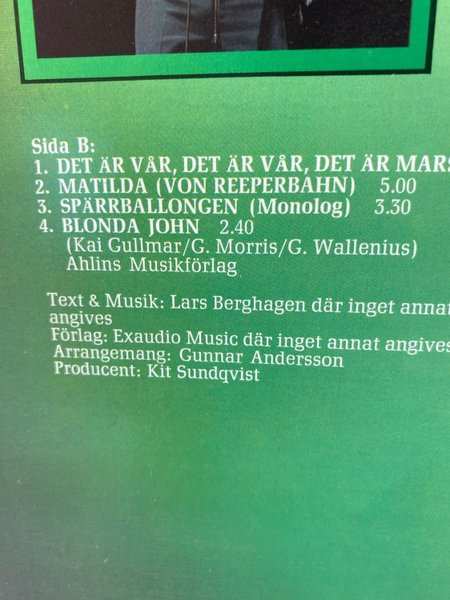 Sida B:
1. DET ÄR VÅR, DET ÄR VÅR, DET ÄR MARS
2. MATILDA (VON REEPERBAHN) 5.00
3. SPÄRRBALLONGEN (Monolog) 3.30
4. BLONDA JOHN 2.40
(Kai Gullmar/G. Morris/G. Wallenius)
Ahlins Musikförlag
Text & Musik: Lars Berghagen där inget annat
angives
Förlag: Exaudio Music där inget annat angives
Arrangemang: Gunnar Andersson
Producent: Kit Sundqvist